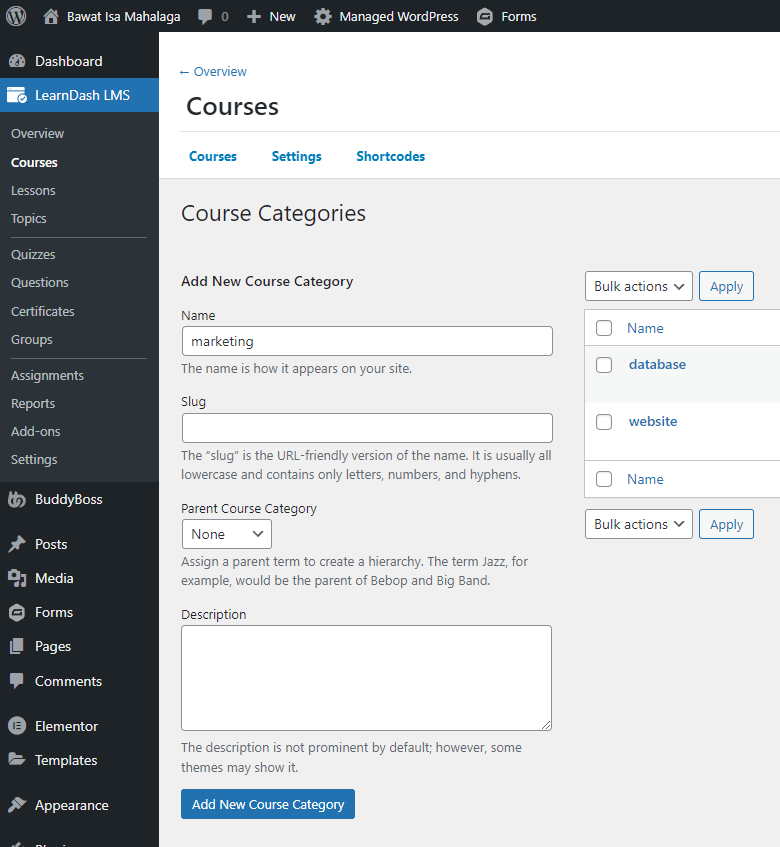 Bawat Isa Mahalaga 0 New Managed WordPress Forms
Dashboard
LearnDash LMS
Overview
Courses
Lessons
Topics
Quizzes
Questions
Certificates
Groups
Assignments
Reports
Add-ons
Settings
BuddyBoss
Posts
Media
Forms
Pages
Comments
Elementor
Templates
Appearance
← Overview
Courses
Courses Settings Shortcodes
Course Categories
Add New Course Category
Name
marketing
The name is how it appears on your site.
Slug
The “slug” is the URL-friendly version of the name. It is usually all
lowercase and contains only letters, numbers, and hyphens.
Parent Course Category
None
Assign a parent term to create a hierarchy. The term Jazz, for
example, would be the parent of Bebop and Big Band.
Description
The description is not prominent by default; however, some
themes may show it.
Add New Course Category
Bulk actions Apply
Name
database
website
Name
Bulk actions Apply